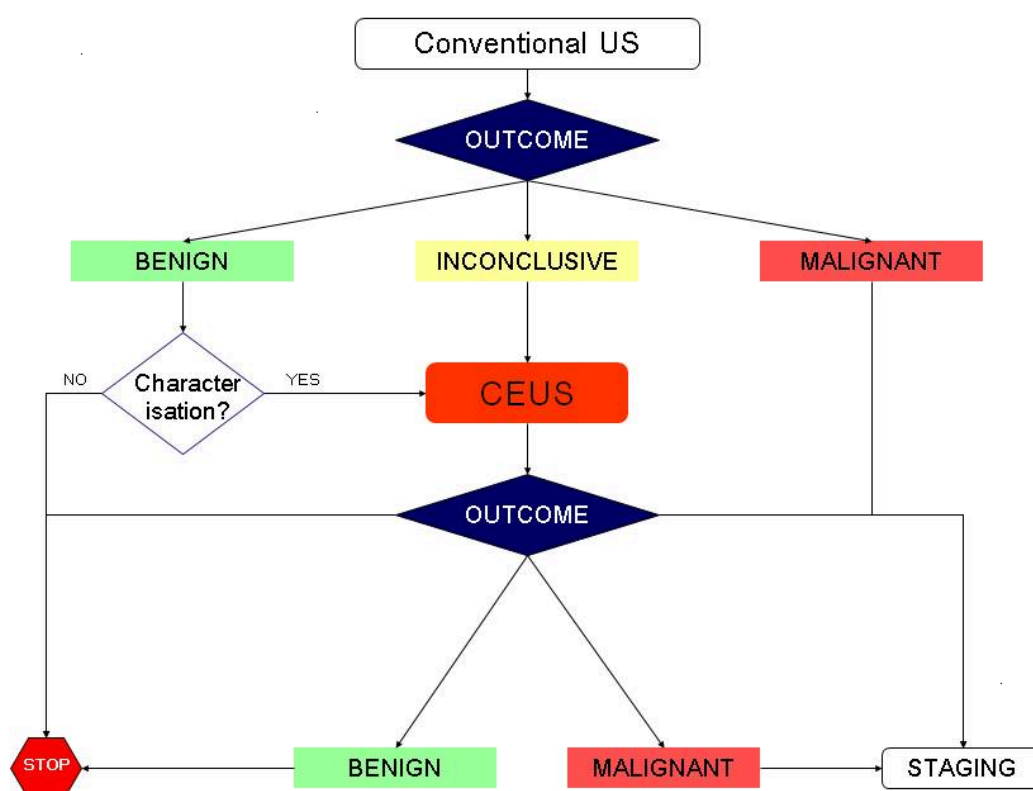 Conventional US
OUTCOME
BENIGN
INCONCLUSIVE
MALIGNANT
NO
Character
isation?
YES
CEUS
OUTCOME
STOP
BENIGN
MALIGNANT
STAGING